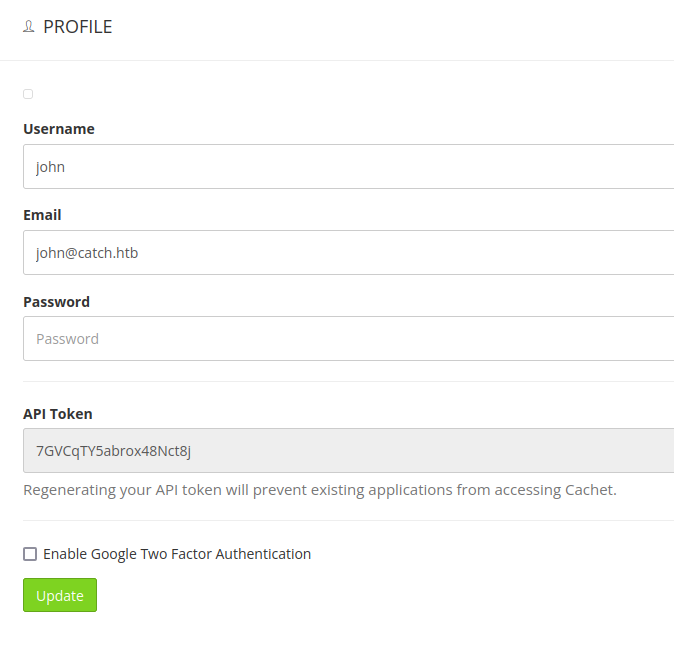 PROFILE
Username
john
Email
john@catch.htb
Password
Password
API Token
7GVCqTY5abrox48Nct8j
Regenerating your API token will prevent existing applications from accessing Cachet.
Enable Google Two Factor Authentication
Update